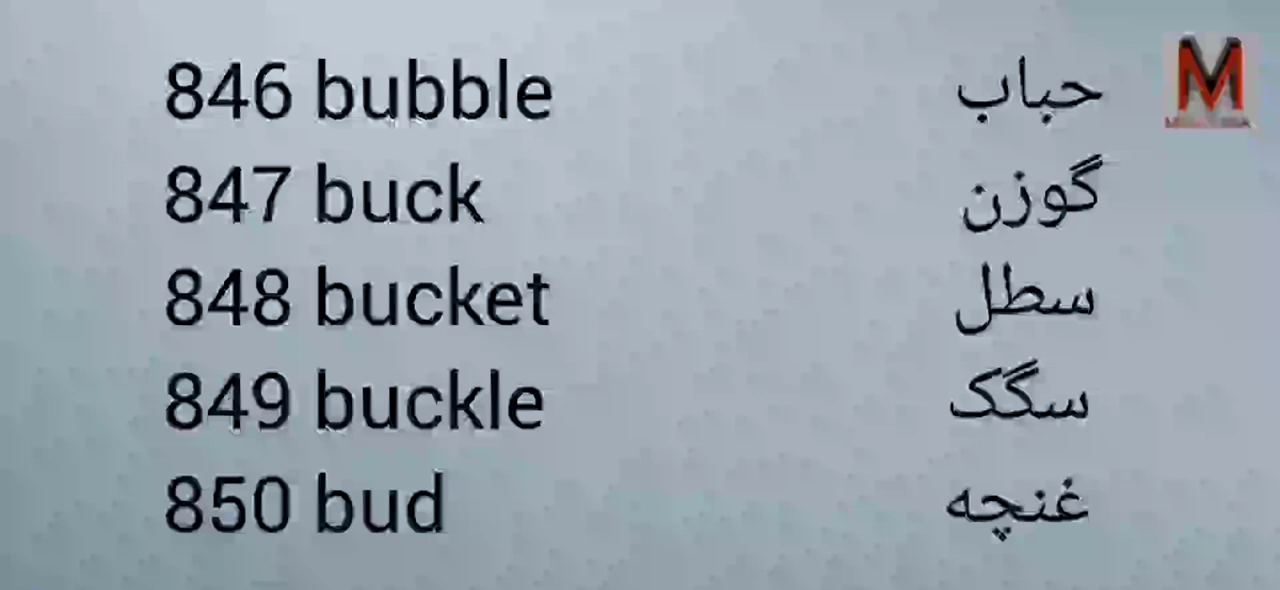 846 bubble حباب
847 buck گوزن
848 bucket سطل
849 buckle سگک
850 bud غنچه
M